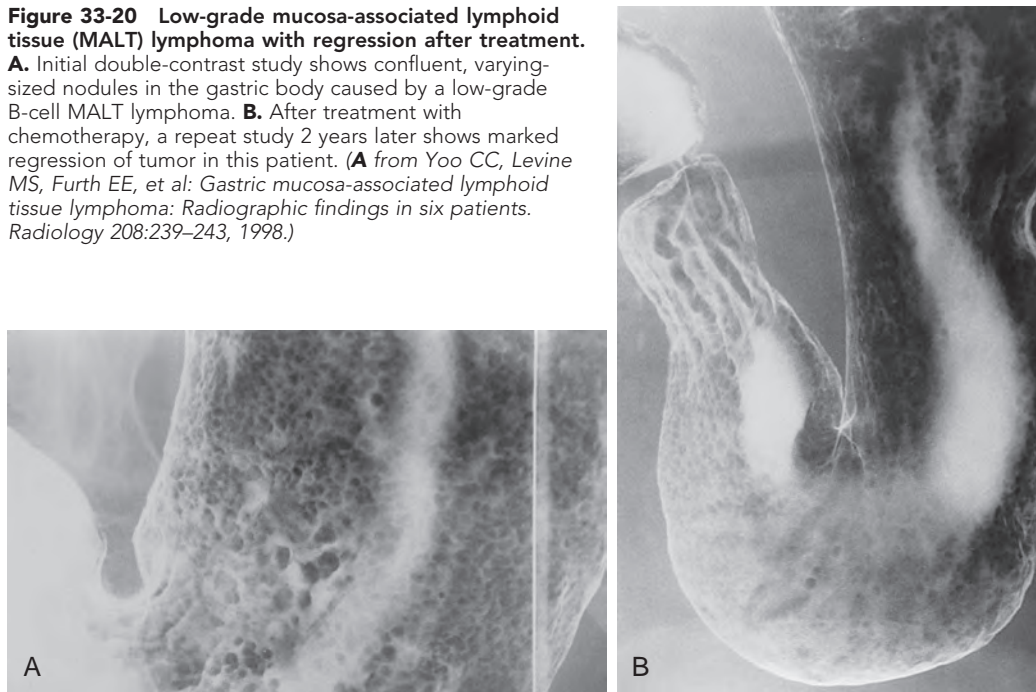 Figure 33-20 Low-grade mucosa-associated lymphoid
tissue (MALT) lymphoma with regression after treatment.
A. Initial double-contrast study shows confluent, varying-
sized nodules in the gastric body caused by a low-grade
B-cell MALT lymphoma. B. After treatment with
chemotherapy, a repeat study 2 years later shows marked
regression of tumor in this patient. (A from Yoo CC, Levine
MS, Furth EE, et al: Gastric mucosa-associated lymphoid
tissue lymphoma: Radiographic findings in six patients.
Radiology 208:239–243, 1998.)
A
B